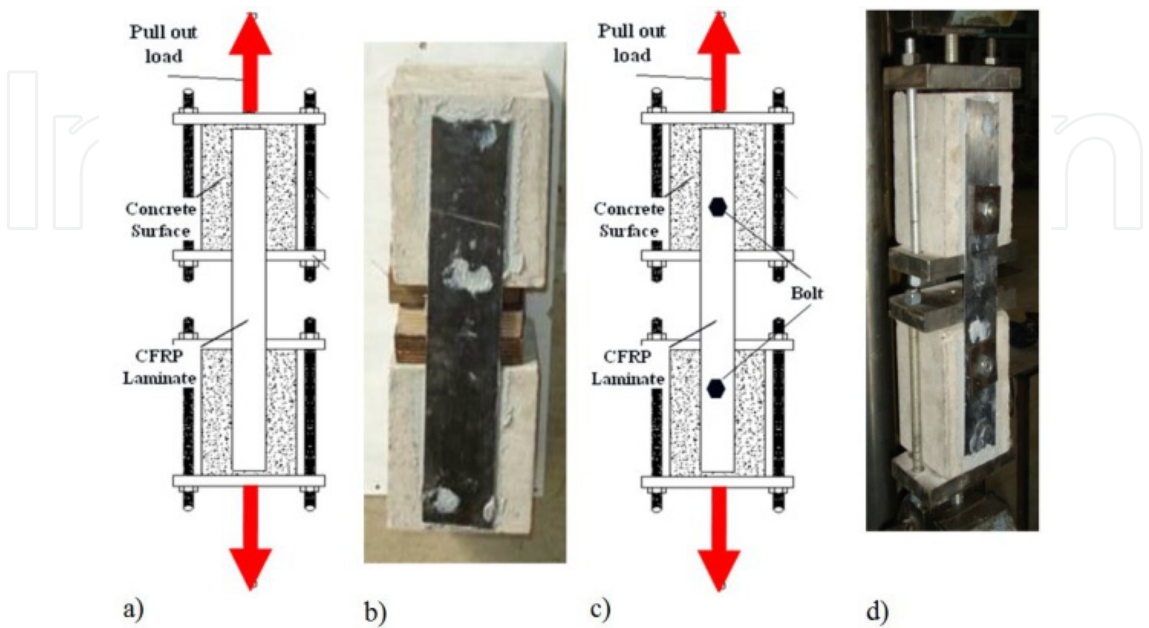 Pull out
load
Concrete
Surface
CFRP
Laminate
a)
b)
Pull out
load
Concrete
Surface
Bolt
CFRP
Laminate
c)
d)